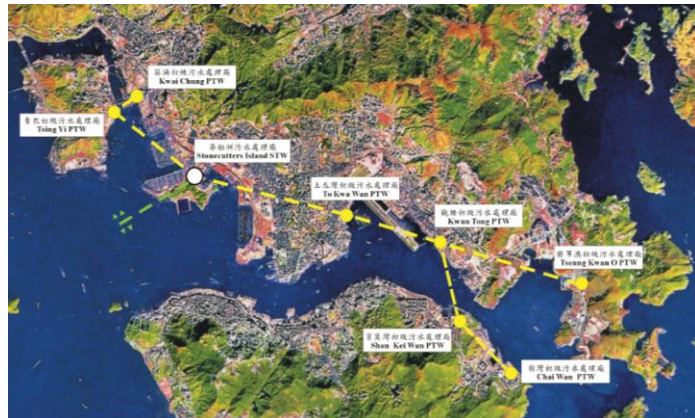 葵涌初級污水處理廠
Kwai Chung PTW
青衣初級污水處理廠
Tsing Yi PTW
昂船洲污水處理廠
Stonecutters Island STW
土瓜灣初級污水處理廠
To Kwa Wan PTW
觀塘初級污水處理廠
Kwun Tong PTW
將軍澳初級污水處理廠
Tseung Kwan O PTW
筲箕灣初級污水處理廠
Shau Kei Wan PTW
柴灣初級污水處理廠
Chai Wan PTW